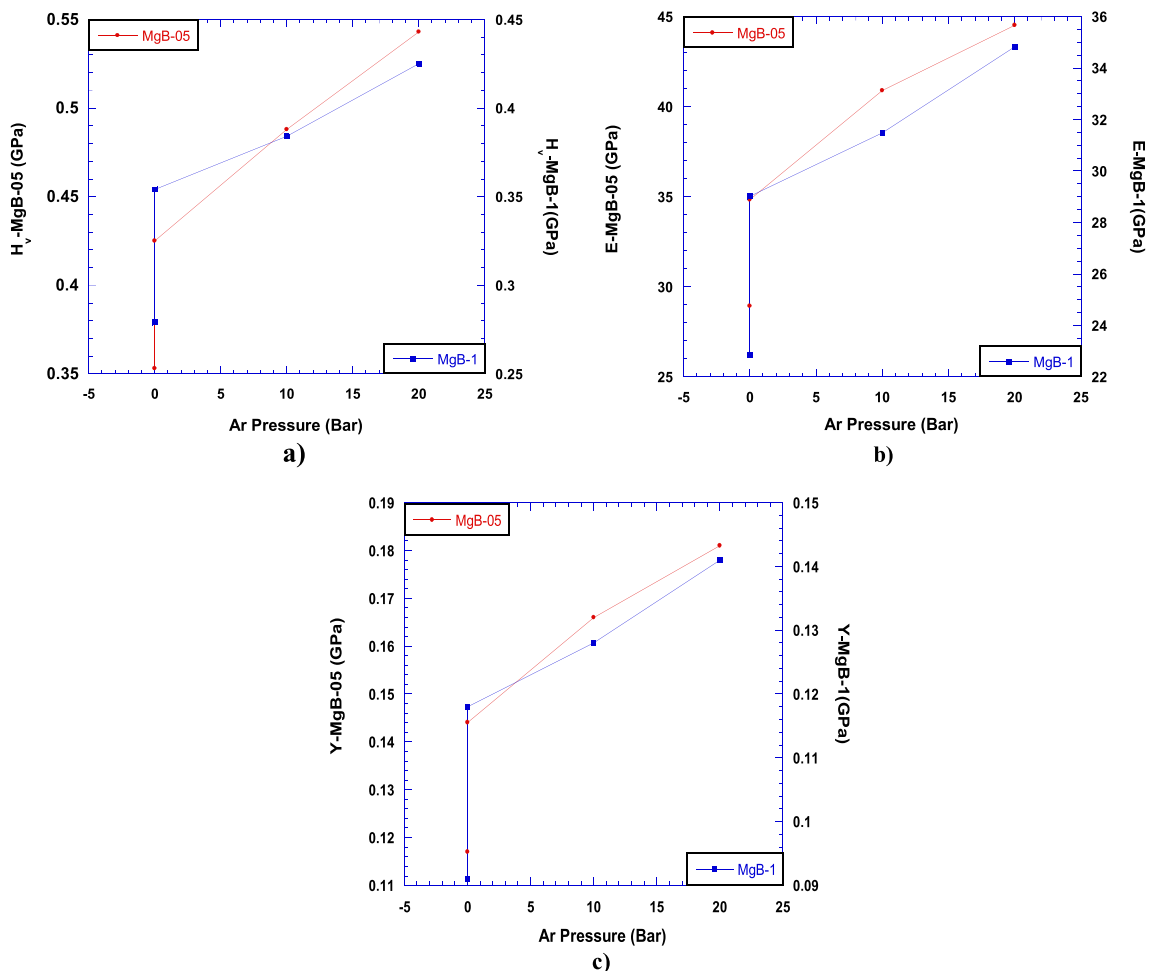 0.55
0.5
0.45
0.4
0.35
H_v-MgB-05 (GPa)
MgB-05
MgB-1
0.45
0.4
0.35
0.3
0.25
H_v-MgB-1(GPa)
-5 0 5 10 15 20 25
Ar Pressure (Bar)
a)
45
40
35
30
25
E-MgB-05 (GPa)
MgB-05
MgB-1
36
34
32
30
28
26
24
22
E-MgB-1(GPa)
-5 0 5 10 15 20 25
Ar Pressure (Bar)
b)
0.19
0.18
0.17
0.16
0.15
0.14
0.13
0.12
0.11
Y-MgB-05 (GPa)
MgB-05
MgB-1
0.15
0.14
0.13
0.12
0.11
0.1
0.09
Y-MgB-1(GPa)
-5 0 5 10 15 20 25
Ar Pressure (Bar)
c)